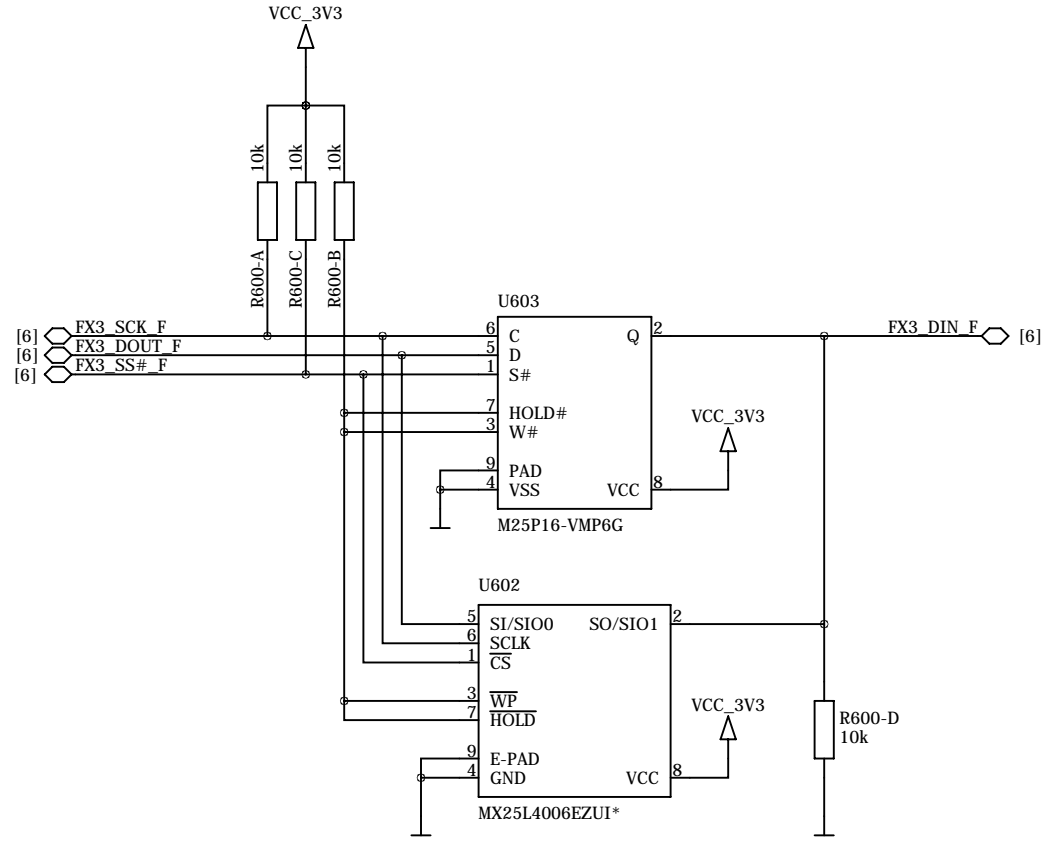 VCC_3V3
10k
10k
10k
R600-A
R600-C
R600-B
U603
[6] FX3_SCK_F
[6] FX3_DOUT_F
[6] FX3_SS#_F
6 C
5 D
1 S#
7 HOLD#
3 W#
9 PAD
4 VSS
Q 2
FX3_DIN_F [6]
VCC_3V3
VCC 8
M25P16-VMP6G
U602
5 SI/SIO0
6 SCLK
1 CS
3 WP
7 HOLD
9 E-PAD
4 GND
SO/SIO1 2
VCC_3V3
VCC 8
R600-D
10k
MX25L4006EZUI*